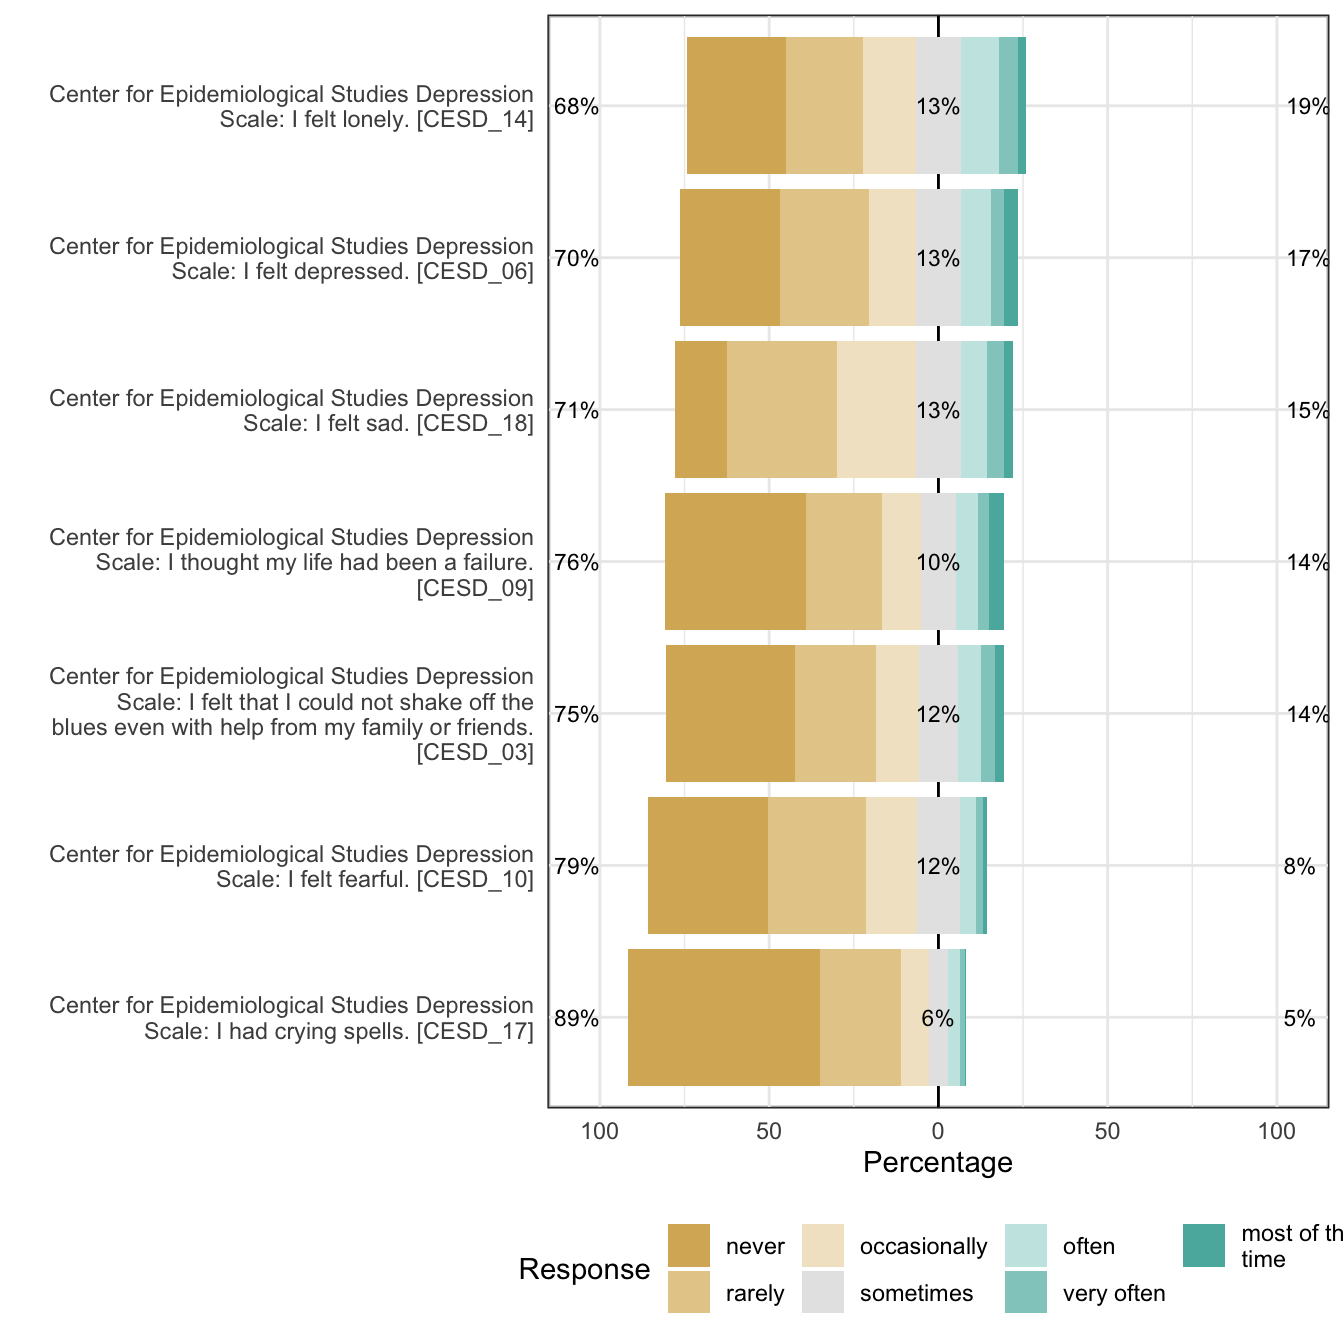 Center for Epidemiological Studies Depression
Scale: I felt lonely. [CESD_14]
68%
13%
19%
Center for Epidemiological Studies Depression
Scale: I felt depressed. [CESD_06]
70%
13%
17%
Center for Epidemiological Studies Depression
Scale: I felt sad. [CESD_18]
71%
13%
15%
Center for Epidemiological Studies Depression
Scale: I thought my life had been a failure.
[CESD_09]
76%
10%
14%
Center for Epidemiological Studies Depression
Scale: I felt that I could not shake off the
blues even with help from my family or friends.
[CESD_03]
75%
12%
14%
Center for Epidemiological Studies Depression
Scale: I felt fearful. [CESD_10]
79%
12%
8%
Center for Epidemiological Studies Depression
Scale: I had crying spells. [CESD_17]
89%
6%
5%
100 50 0 50 100
Percentage
Response
never
rarely
occasionally
sometimes
often
very often
most of th
time